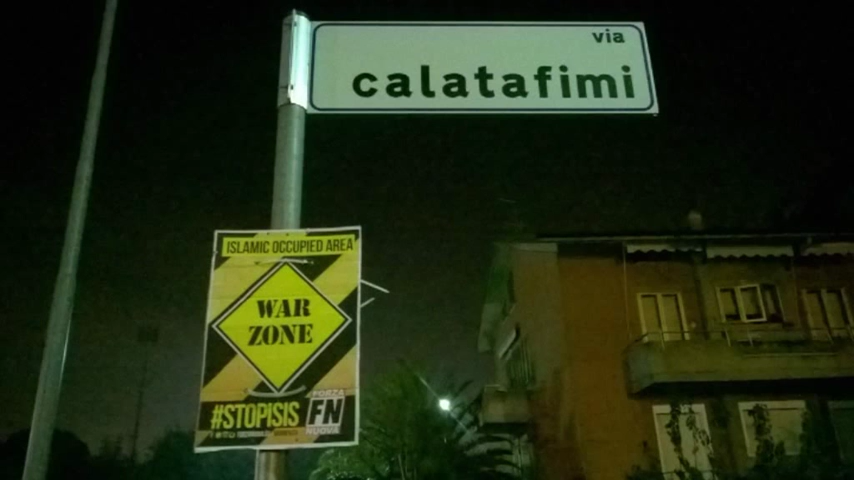 via
calatafimi
ISLAMIC OCCUPIED AREA
WAR
ZONE
#STOPISIS
FORZA
FN
NUOVA